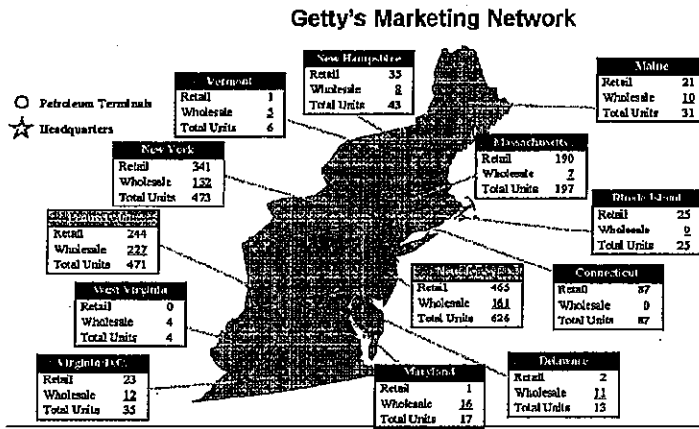 Getty's Marketing Network
New Hampshire
Retail 35
Wholesale 8
Total Units 43
Maine
Retail 21
Wholesale 10
Total Units 31
Vermont
Retail 1
Wholesale 5
Total Units 6
Petroleum Terminals
Headquarters
New York
Retail 341
Wholesale 132
Total Units 473
Massachusetts
Retail 190
Wholesale 7
Total Units 197
Rhode Island
Retail 25
Wholesale 0
Total Units 25
Retail 244
Wholesale 227
Total Units 471
Retail 465
Wholesale 161
Total Units 626
Connecticut
Retail 87
Wholesale 0
Total Units 87
West Virginia
Retail 0
Wholesale 4
Total Units 4
Virginia/D.C.
Retail 23
Wholesale 12
Total Units 35
Maryland
Retail 1
Wholesale 16
Total Units 17
Delaware
Retail 2
Wholesale 11
Total Units 13